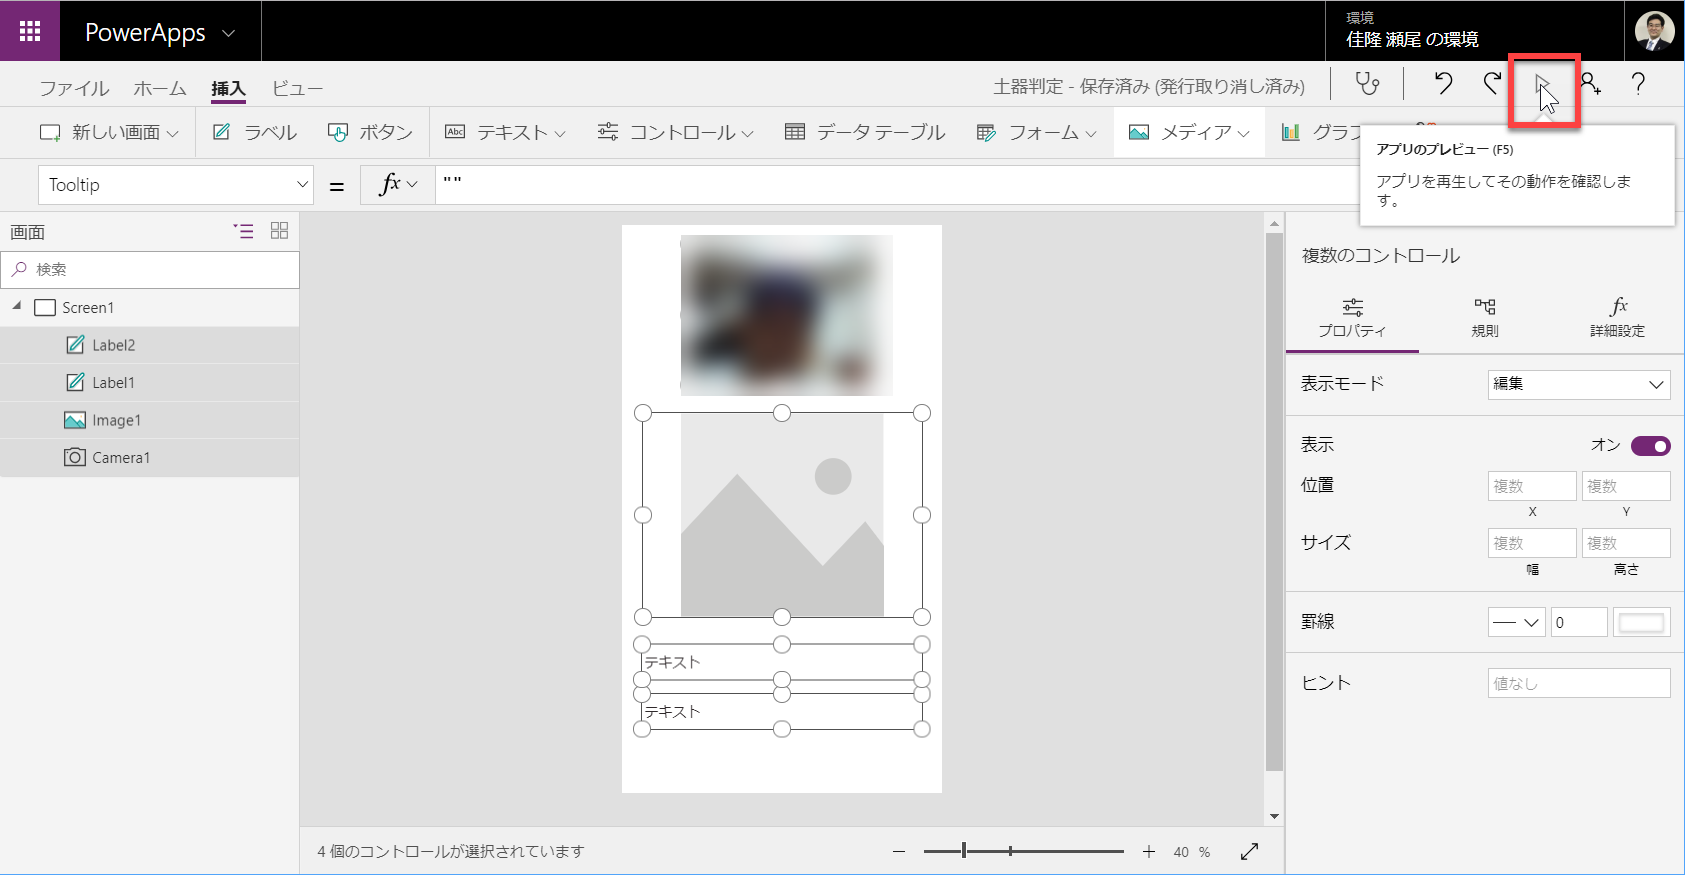 PowerApps
環境
佳隆 瀬尾 の環境
ファイル ホーム 挿入 ビュー
土器判定 - 保存済み (発行取り消し済み)
?
新しい画面 ラベル ボタン Abc テキスト コントロール データ テーブル フォーム メディア グラフ
アプリのプレビュー (F5)
アプリを再生してその動作を確認しま
す。
Tooltip = fx ""
画面
検索
Screen1
Label2
Label1
Image1
Camera1
テキスト
テキスト
4 個のコントロールが選択されています
40 %
複数のコントロール
プロパティ 規則 fx 詳細設定
表示モード 編集
表示 オン
位置 複数 複数
X Y
サイズ 複数 複数
幅 高さ
罫線 0
ヒント 値なし